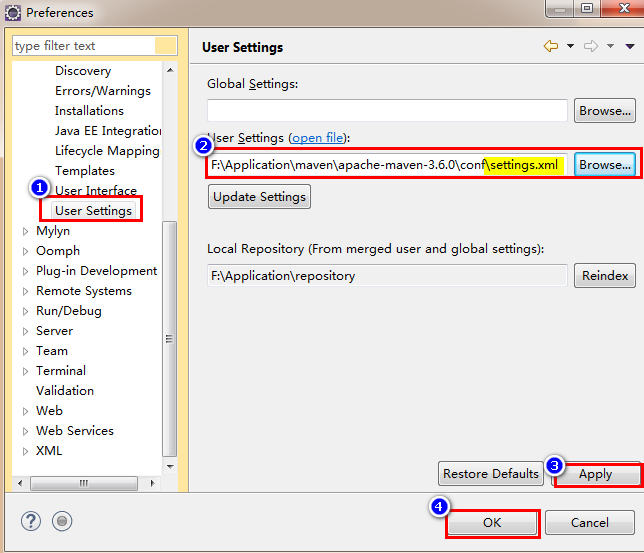 Preferences
type filter text
Discovery
Errors/Warnings
Installations
Java EE Integration
Lifecycle Mapping
Templates
User Interface
1
User Settings
Mylyn
Oomph
Plug-in Development
Remote Systems
Run/Debug
Server
Team
Terminal
Validation
Web
Web Services
XML
User Settings
Global Settings:
Browse...
User Settings (open file):
2
F:\Application\maven\apache-maven-3.6.0\conf\settings.xml
Browse...
Update Settings
Local Repository (From merged user and global settings):
F:\Application\repository
Reindex
Restore Defaults
3
Apply
4
OK
Cancel
?